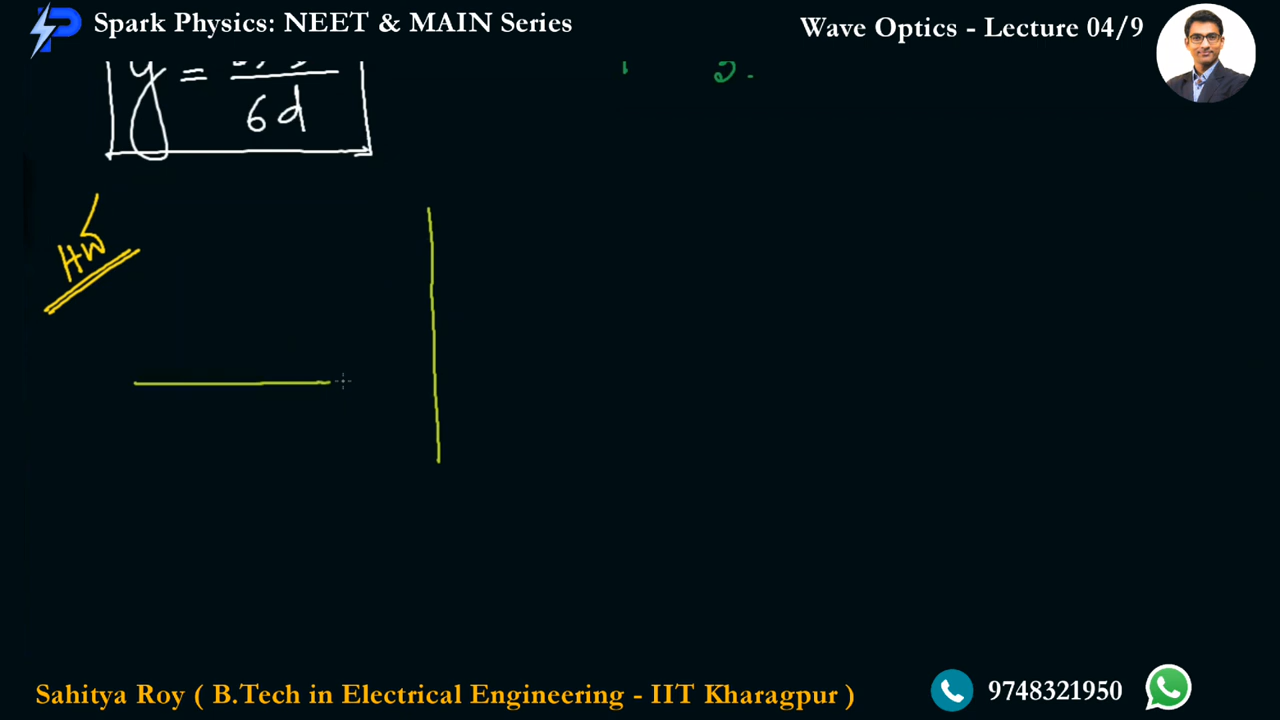 Spark Physics: NEET & MAIN Series
Wave Optics - Lecture 04/9
y =
6d
HW
Sahitya Roy ( B.Tech in Electrical Engineering - IIT Kharagpur )
9748321950